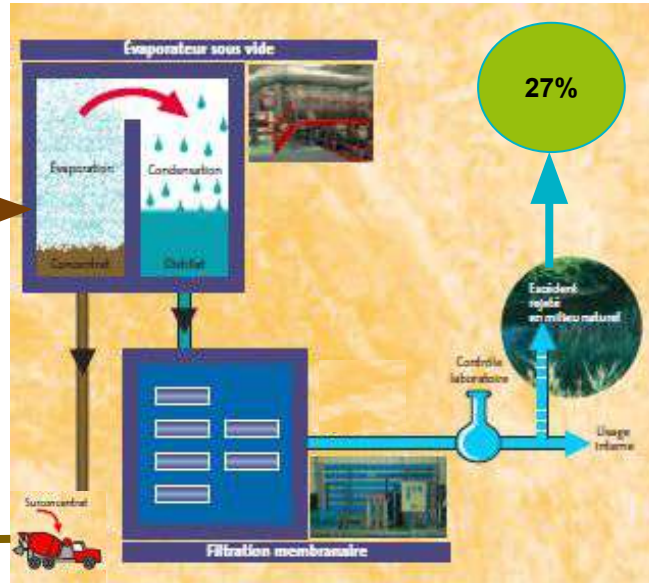 Évaporateur sous vide
27%
Évaporation
Condensation
Concentrat
Distillat
Excédent
rejeté
en milieu naturel
Contrôle
laboratoire
Usage
interne
Surconcentrat
Filtration membranaire